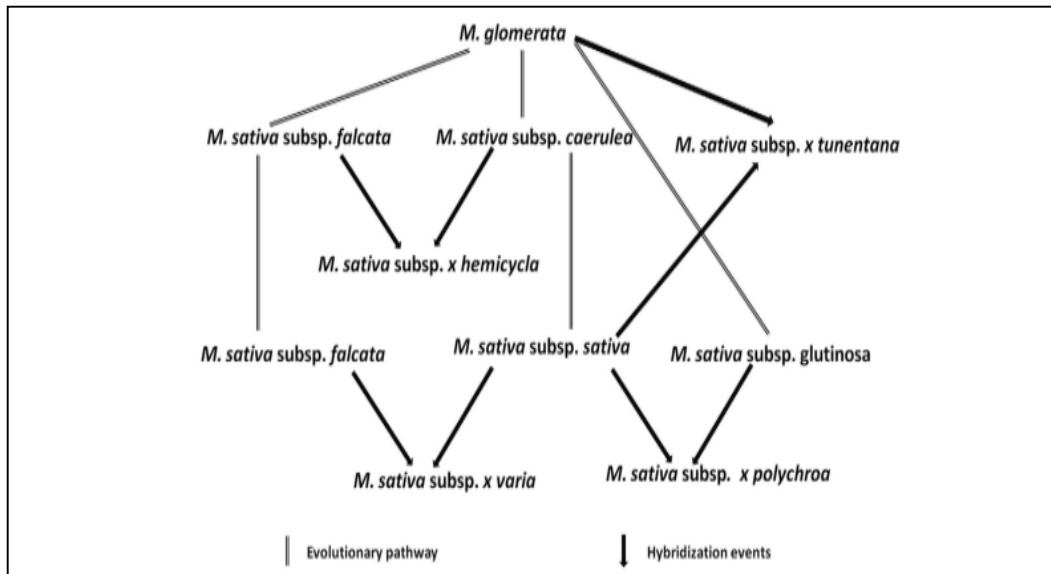 M. glomerata
M. sativa subsp. falcata
M. sativa subsp. caerulea
M. sativa subsp. x tunentana
M. sativa subsp. x hemicycla
M. sativa subsp. falcata
M. sativa subsp. sativa
M. sativa subsp. glutinosa
M. sativa subsp. x varia
M. sativa subsp. x polychroa
Evolutionary pathway
Hybridization events